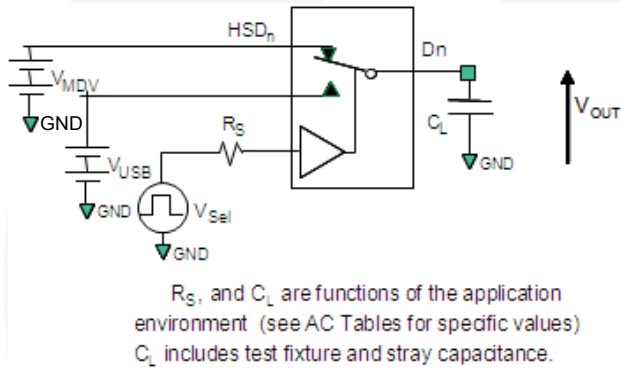 HSDn
Dn
VMDV
GND
RS
CL
VOUT
GND
VUSB
GND
VSel
GND
RS, and CL are functions of the application
environment (see AC Tables for specific values)
CL includes test fixture and stray capacitance.